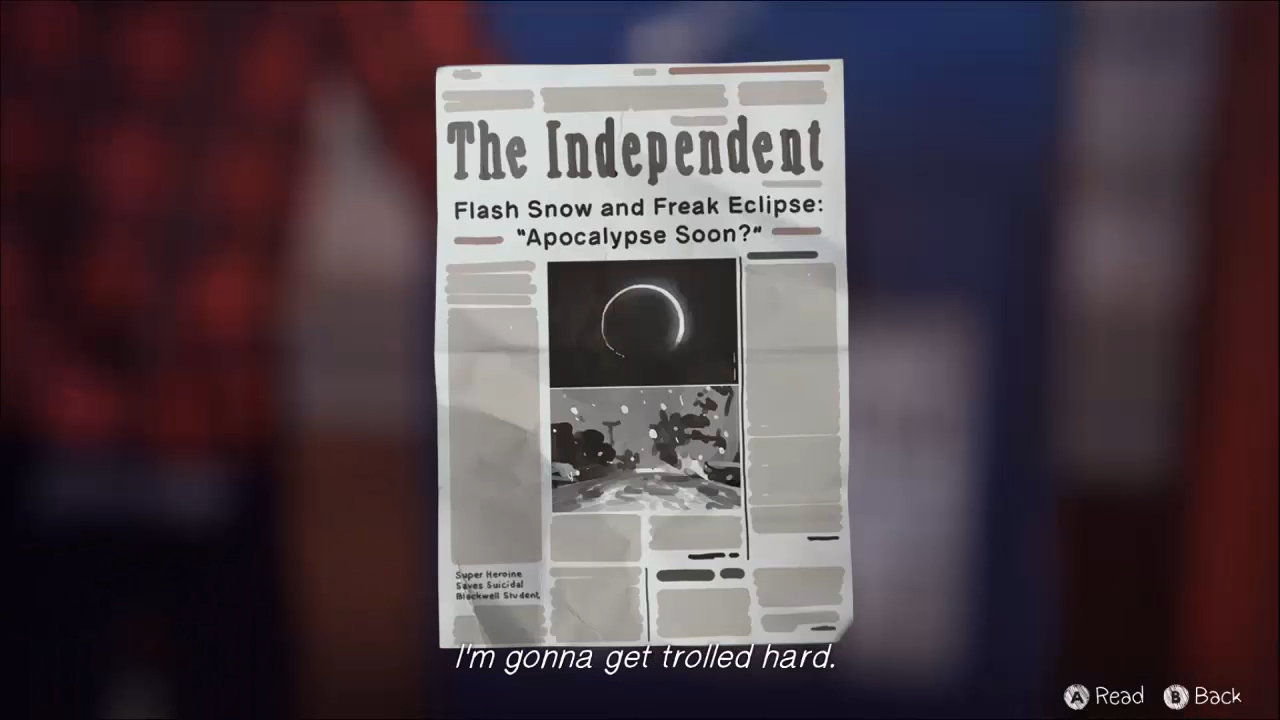 The Independent
Flash Snow and Freak Eclipse:
"Apocalypse Soon?"
Super Heroine
Saves Suicidal
Blackwell Student
I'm gonna get trolled hard.
A Read B Back